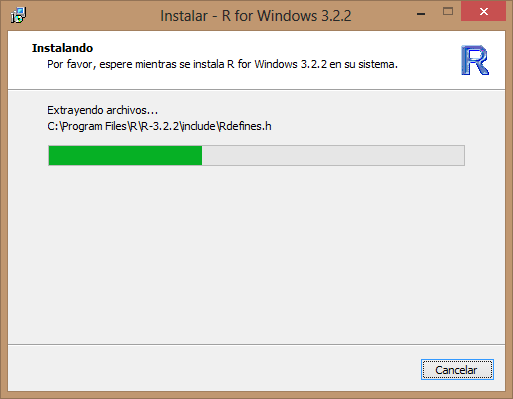 Instalar - R for Windows 3.2.2
Instalando
Por favor, espere mientras se instala R for Windows 3.2.2 en su sistema.
R
Extrayendo archivos...
C:\Program Files\R\R-3.2.2\include\Rdefines.h
Cancelar